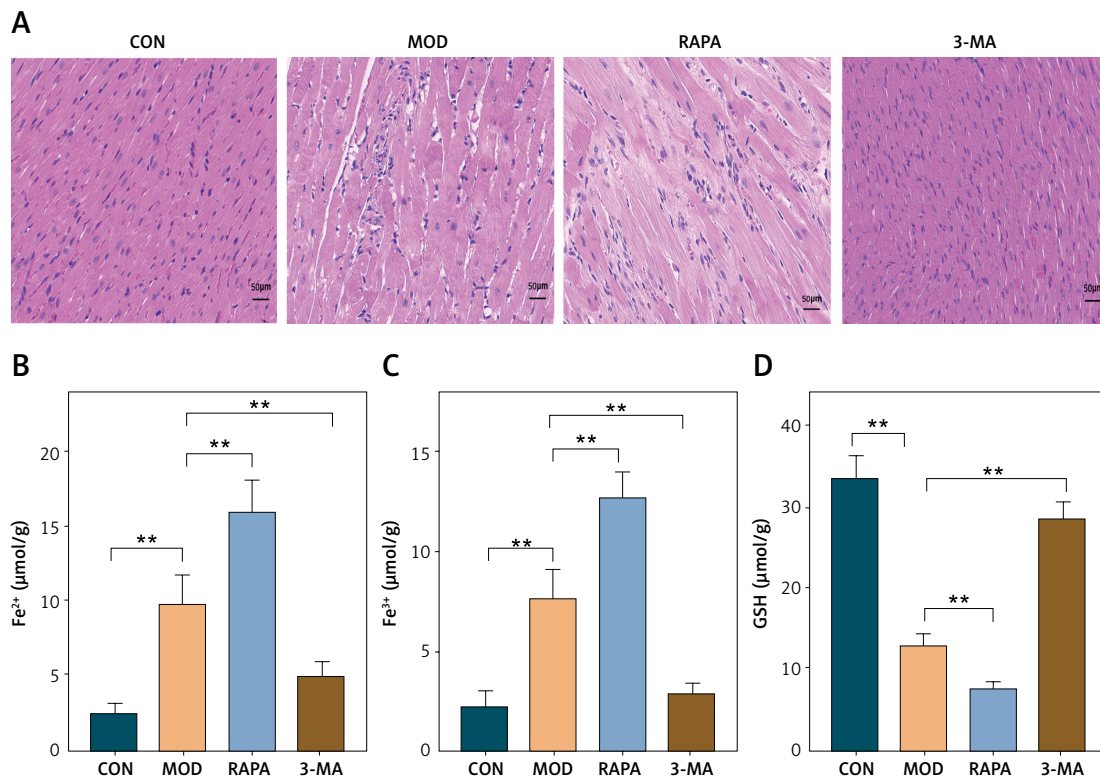 A
CON MOD RAPA 3-MA
50μm 50μm 50μm 50μm
B
Fe²⁺ (μmol/g)
20
15
10
5
0
** ** **
CON MOD RAPA 3-MA
C
Fe³⁺ (μmol/g)
15
10
5
0
** ** **
CON MOD RAPA 3-MA
D
GSH (μmol/g)
40
30
20
10
0
** ** **
CON MOD RAPA 3-MA